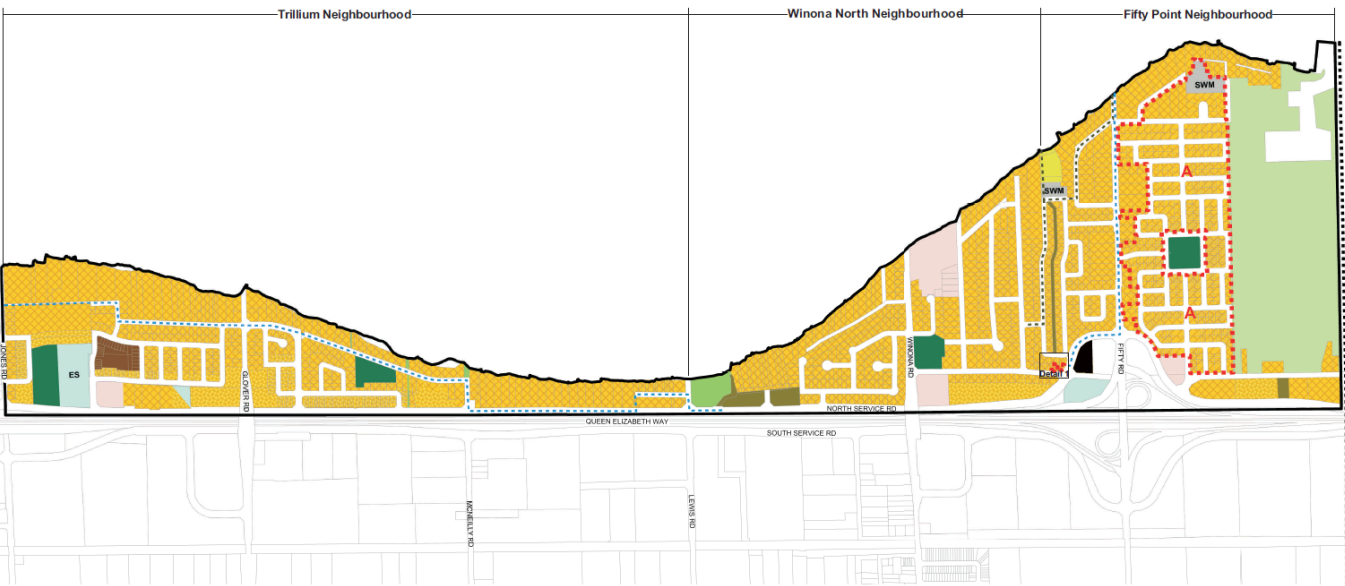 Trillium Neighbourhood
Winona North Neighbourhood
Fifty Point Neighbourhood
SWM
A
SWM
JONES RD
ES
GLOVER RD
WINONA RD
Detail 1
FIFTY RD
A
NORTH SERVICE RD
QUEEN ELIZABETH WAY
SOUTH SERVICE RD
MCNEILLY RD
LEWIS RD